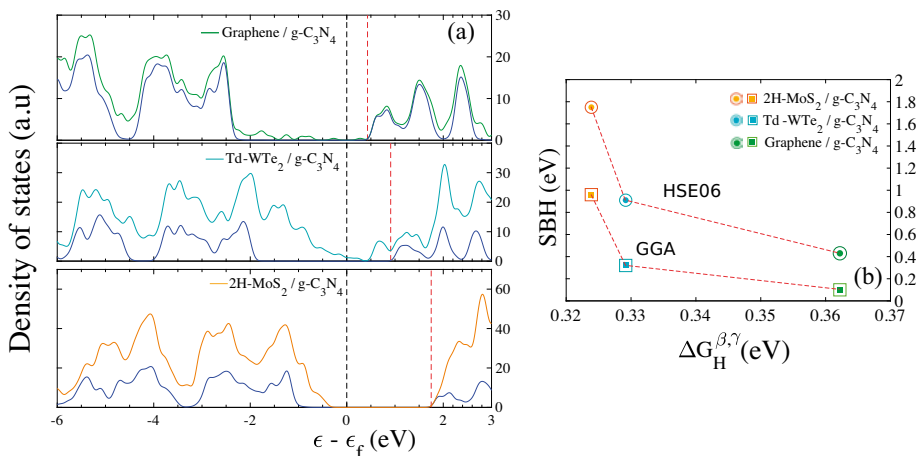 Density of states (a.u)
30
20
10
0
Graphene / g-C₃N₄
(a)
40
30
20
10
0
Td -WTe₂ / g-C₃N₄
60
40
20
0
2H-MoS₂ / g-C₃N₄
-6 -4 -2 0 2 3
ϵ - ϵ_f (eV)
SBH (eV)
2
1.8
1.6
1.4
1.2
1
0.8
0.6
0.4
0.2
0
2H-MoS₂ / g-C₃N₄
Td -WTe₂ / g-C₃N₄
Graphene / g-C₃N₄
HSE06
GGA
(b)
0.32 0.33 0.34 0.35 0.36 0.37
ΔG_H^{β,γ} (eV)